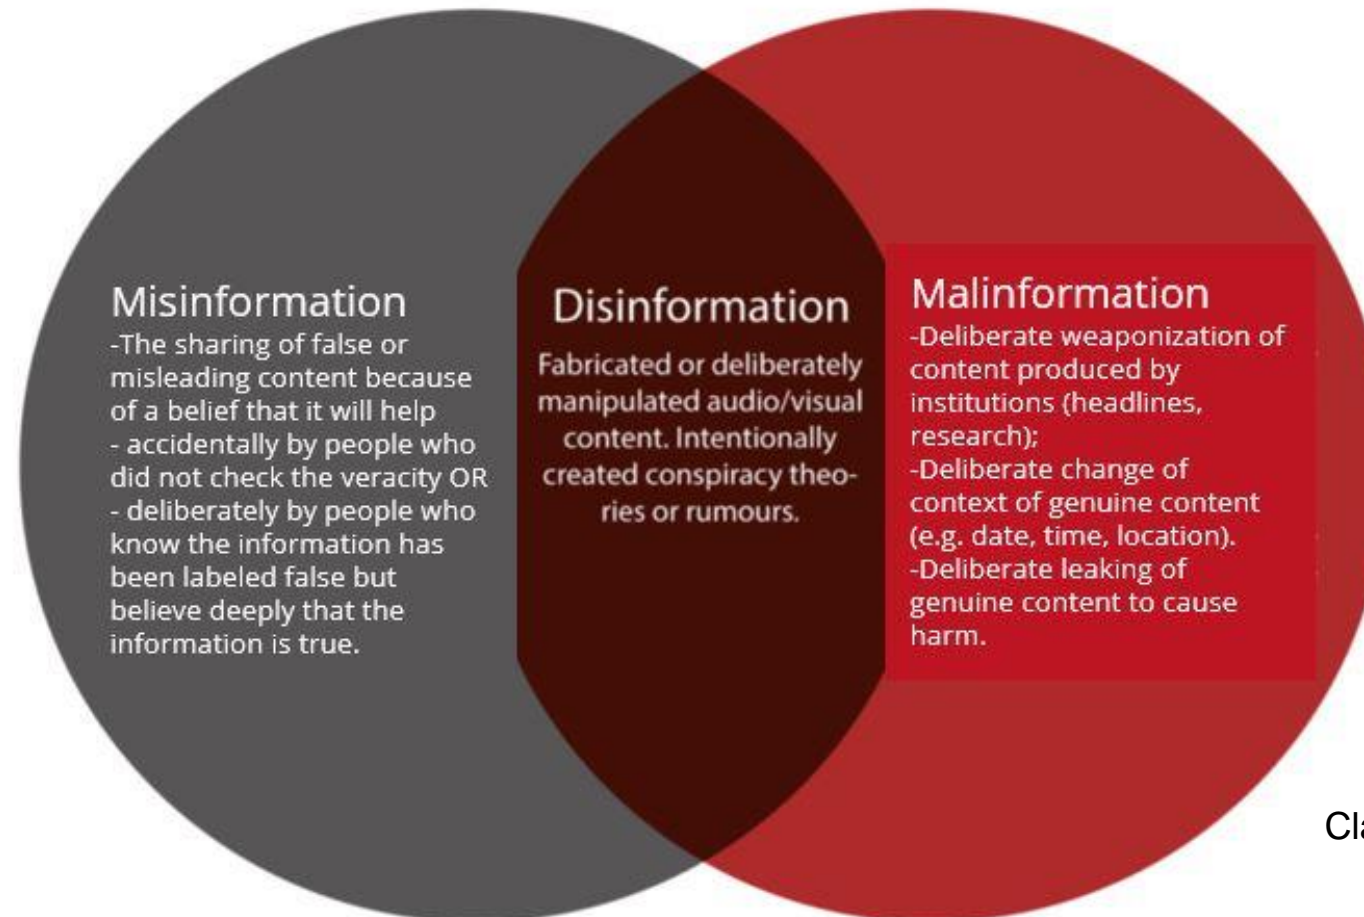 Misinformation
-The sharing of false or
misleading content because
of a belief that it will help
- accidentally by people who
did not check the veracity OR
- deliberately by people who
know the information has
been labeled false but
believe deeply that the
information is true.
Disinformation
Fabricated or deliberately
manipulated audio/visual
content. Intentionally
created conspiracy theo-
ries or rumours.
Malinformation
-Deliberate weaponization of
content produced by
institutions (headlines,
research);
-Deliberate change of
context of genuine content
(e.g. date, time, location).
-Deliberate leaking of
genuine content to cause
harm.